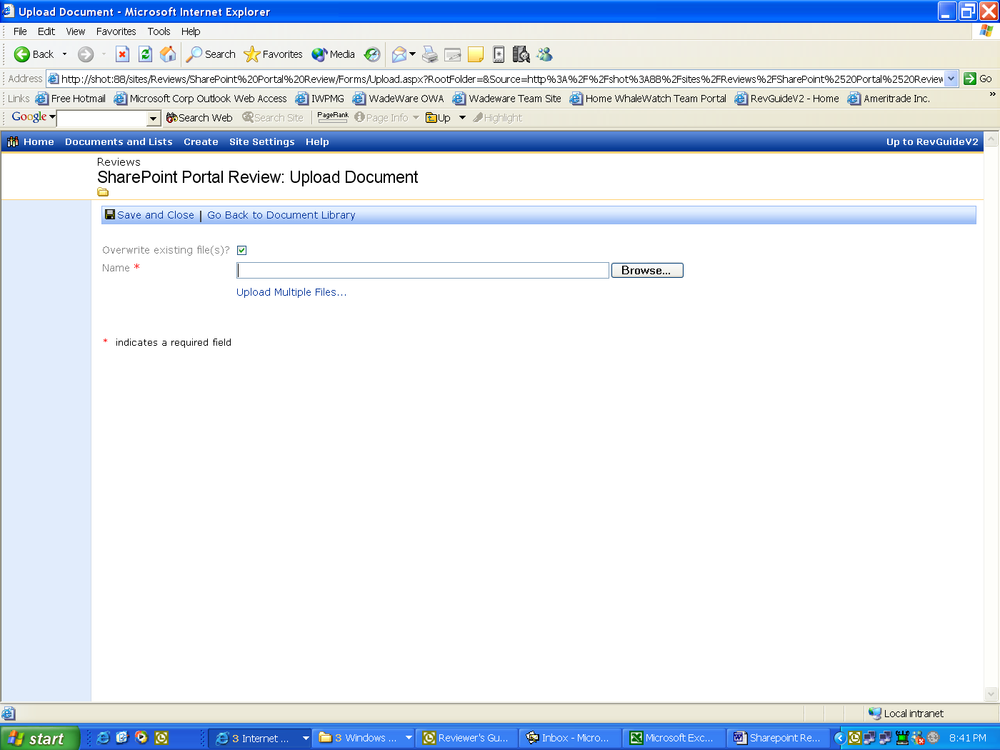 Upload Document - Microsoft Internet Explorer
File Edit View Favorites Tools Help
Back Search Favorites Media
Address http://shot:88/sites/Reviews/SharePoint%20Portal%20Review/Forms/Upload.aspx?RootFolder=&Source=http%3A%2F%2Fshot%3A88%2Fsites%2FReviews%2FSharePoint%2520Portal%2520Review Go
Links Free Hotmail Microsoft Corp Outlook Web Access IWPMG WadeWare OWA Wadeware Team Site Home WhaleWatch Team Portal RevGuideV2 - Home Ameritrade Inc. »
Google Search Web Search Site PageRank Page Info Up Highlight
Home Documents and Lists Create Site Settings Help Up to RevGuideV2
Reviews
SharePoint Portal Review: Upload Document
Save and Close | Go Back to Document Library
Overwrite existing file(s)?
Name * Browse...
Upload Multiple Files...
* indicates a required field
Local intranet
start 3 Internet ... 3 Windows ... Reviewer's Gu... Inbox - Micro... Microsoft Exc... Sharepoint Re... 8:41 PM